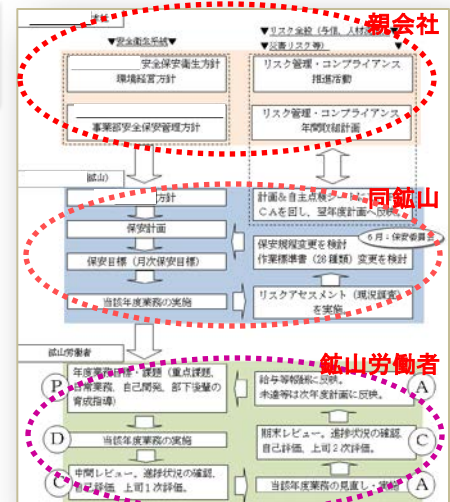 親会社
▼安全衛生系統▼
▼リスク全般（与信、人材
▼災害リスク等）
▼
安全保安衛生方針
環境経営方針
リスク管理・コンプライアンス
推進活動
事業部安全保安管理方針
リスク管理・コンプライアンス
年間取組計画
鉱山）
同鉱山
方針
計画＆自主点検シート
ＣＡを回し、翌年度計画へ反映
保安計画
6月：保安委員会
保安規程変更を検討
作業標準書（28種類）変更を検討
保安目標（月次保安目標）
当該年度業務の実施
リスクアセスメント（現況調査）
を実施。
鉱山労働者
鉱山労働者
P
年度業務目標・課題（重点課題、
日常業務、自己開発、部下後輩の
育成指導）
給与等報酬に反映。
未達等は次年度計画に反映。
A
D
当該年度業務の実施
期末レビュー。進捗状況の確認
自己評価、上司2次評価。
C
C
中間レビュー。進捗状況の確認
自己評価、上司1次評価。
当該年度業務の見直し・実施
A